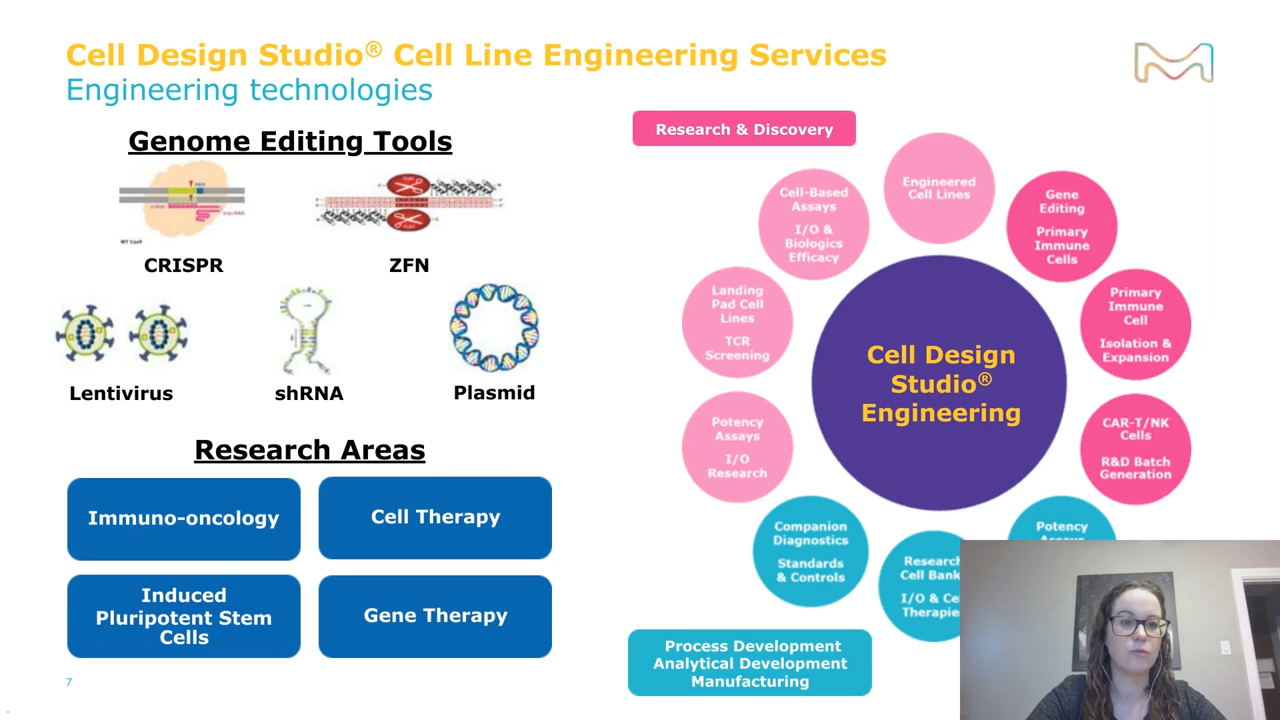 Cell Design Studio® Cell Line Engineering Services
Engineering technologies
Genome Editing Tools
CRISPR
ZFN
Lentivirus
shRNA
Plasmid
Research Areas
Immuno-oncology
Cell Therapy
Induced
Pluripotent Stem
Cells
Gene Therapy
7
Research & Discovery
Engineered
Cell Lines
Gene
Editing
Primary
Immune
Cells
Primary
Immune
Cell
Isolation &
Expansion
CAR-T/NK
Cells
R&D Batch
Generation
Potency
Research
Cell Bank
I/O &
Companion
Diagnostics
Standards
& Controls
Potency
Assays
I/O
Research
Landing
Pad Cell
Lines
TCR
Screening
Cell-Based
Assays
I/O &
Biologics
Efficacy
Cell Design
Studio®
Engineering
Process Development
Analytical Development
Manufacturing